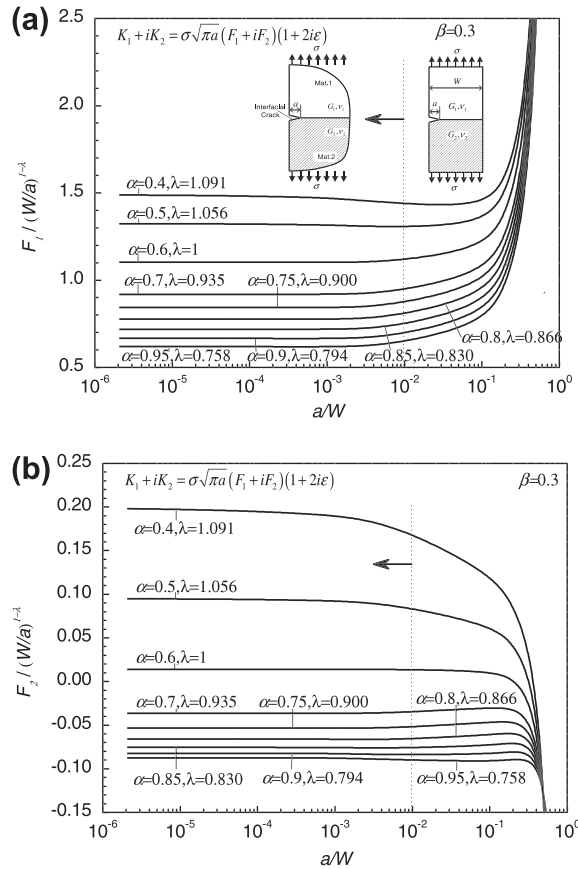 (a)
K₁ + iK₂ = σ√πa (F₁ + iF₂)(1 + 2iε)
β=0.3
σ
σ
Mat.1
W
a
G₁,ν₁
a
G₁,ν₁
Interfacial
Crack
G₂,ν₂
G₂,ν₂
Mat.2
σ
σ
α=0.4,λ=1.091
α=0.5,λ=1.056
α=0.6,λ=1
α=0.7,λ=0.935
α=0.75,λ=0.900
α=0.8,λ=0.866
α=0.95,λ=0.758
α=0.9,λ=0.794
α=0.85,λ=0.830
F₁ / (W/a)^{1−λ}
2.5
2.0
1.5
1.0
0.5
10⁻⁶
10⁻⁵
10⁻⁴
10⁻³
10⁻²
10⁻¹
10⁰
a/W
(b)
K₁ + iK₂ = σ√πa (F₁ + iF₂)(1 + 2iε)
β=0.3
α=0.4,λ=1.091
α=0.5,λ=1.056
α=0.6,λ=1
α=0.7,λ=0.935
α=0.75,λ=0.900
α=0.8,λ=0.866
α=0.85,λ=0.830
α=0.9,λ=0.794
α=0.95,λ=0.758
F₂ / (W/a)^{1−λ}
0.25
0.20
0.15
0.10
0.05
0.00
-0.05
-0.10
-0.15
10⁻⁶
10⁻⁵
10⁻⁴
10⁻³
10⁻²
10⁻¹
10⁰
a/W